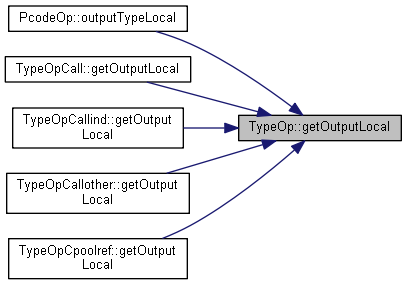 PcodeOp::outputTypeLocal
TypeOpCall::getOutputLocal
TypeOpCallind::getOutput
Local
TypeOp::getOutputLocal
TypeOpCallother::getOutput
Local
TypeOpCpoolref::getOutput
Local